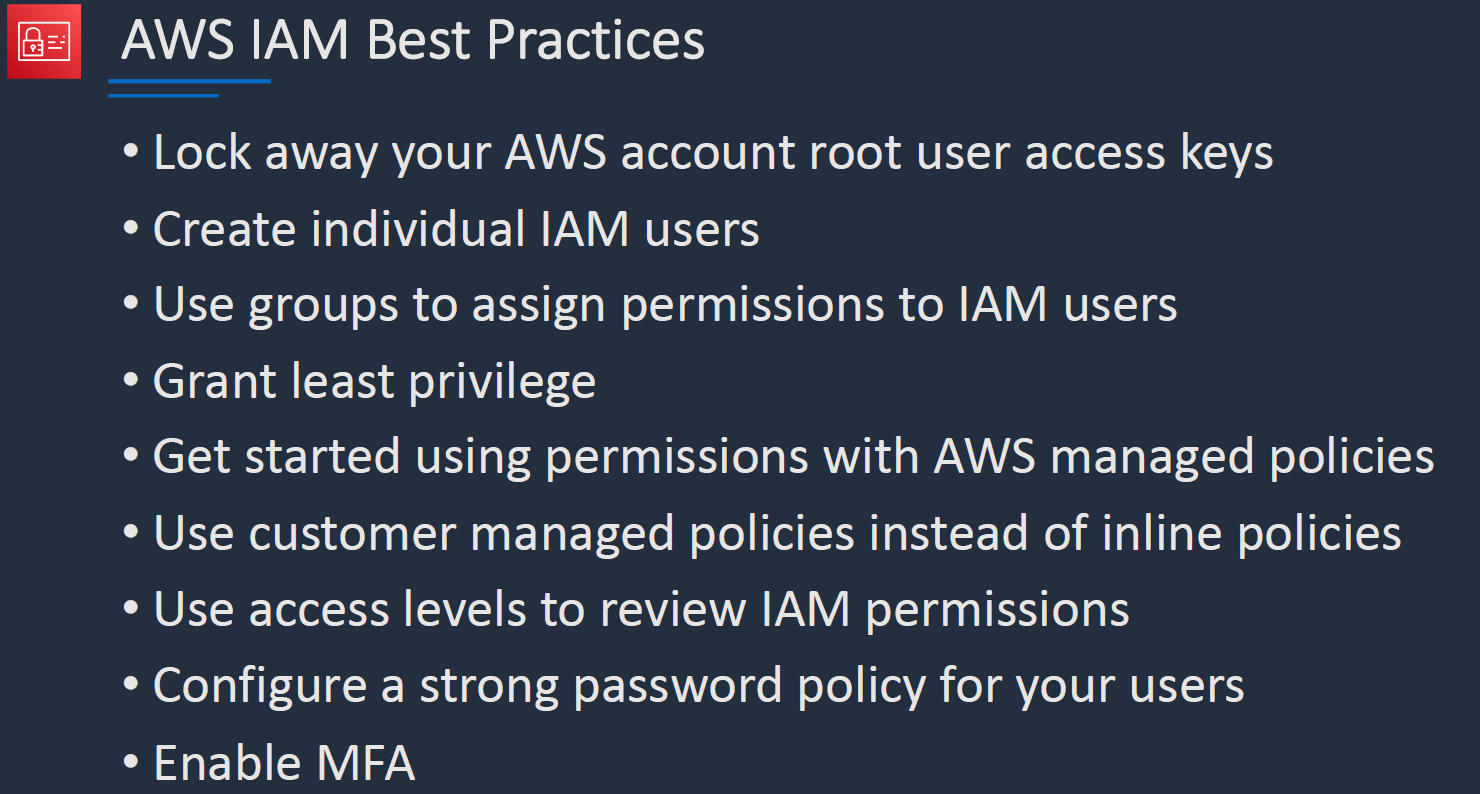 AWS IAM Best Practices
• Lock away your AWS account root user access keys
• Create individual IAM users
• Use groups to assign permissions to IAM users
• Grant least privilege
• Get started using permissions with AWS managed policies
• Use customer managed policies instead of inline policies
• Use access levels to review IAM permissions
• Configure a strong password policy for your users
• Enable MFA